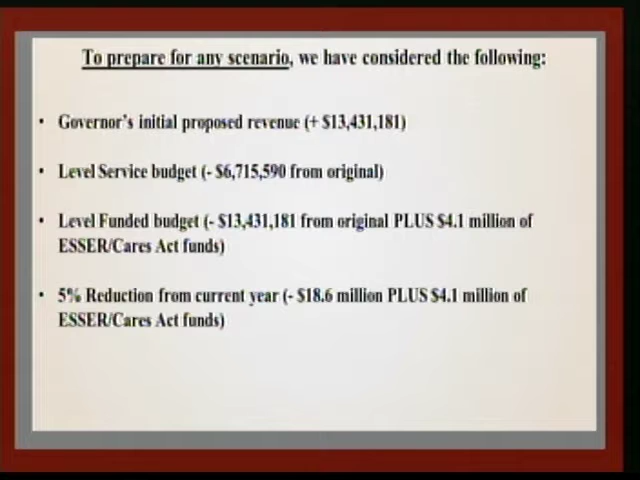 To prepare for any scenario, we have considered the following:
• Governor's initial proposed revenue (+ $13,431,181)
• Level Service budget (- $6,715,590 from original)
• Level Funded budget (- $13,431,181 from original PLUS $4.1 million of
ESSER/Cares Act funds)
• 5% Reduction from current year (- $18.6 million PLUS $4.1 million of
ESSER/Cares Act funds)